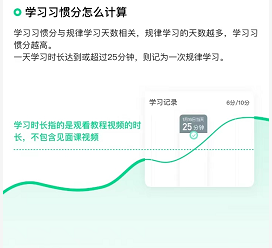 学习习惯分怎么计算
学习习惯分与规律学习天数相关，规律学习的天数越多，学习习
惯分越高。
一天学习时长达到或超过25分钟，则记为一次规律学习。
学习记录
6分/10分
25分钟
学习时长指的是观看教程视频的时
长，不包含见面课视频